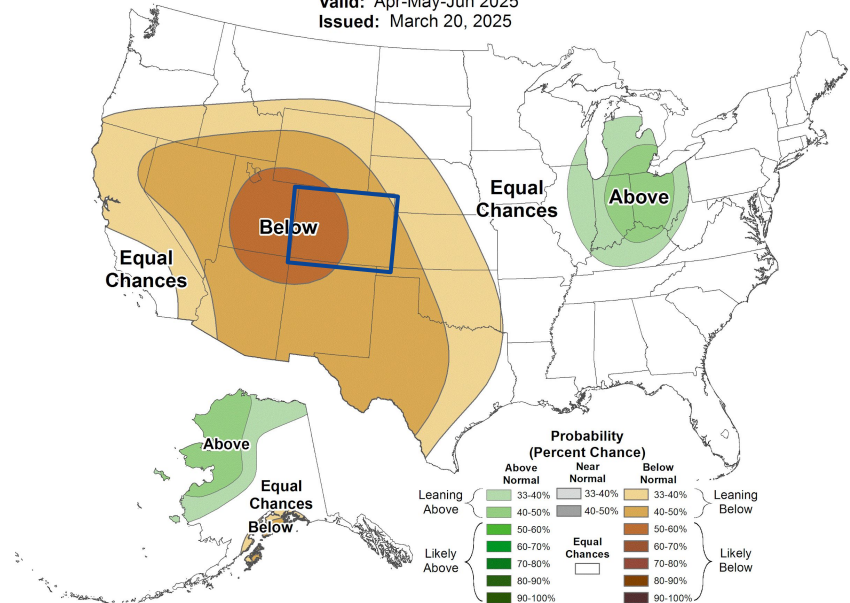 Valid: Apr-May-Jun 2025
Issued: March 20, 2025
Equal
Chances
Above
Below
Equal
Chances
Above
Equal
Chances
Below
Probability
(Percent Chance)
Above
Normal
Near
Normal
Below
Normal
Leaning
Above
33-40%
33-40%
33-40%
Leaning
Below
40-50%
40-50%
40-50%
Likely
Above
50-60%
50-60%
Likely
Below
60-70%
Equal
Chances
60-70%
70-80%
70-80%
80-90%
80-90%
90-100%
90-100%